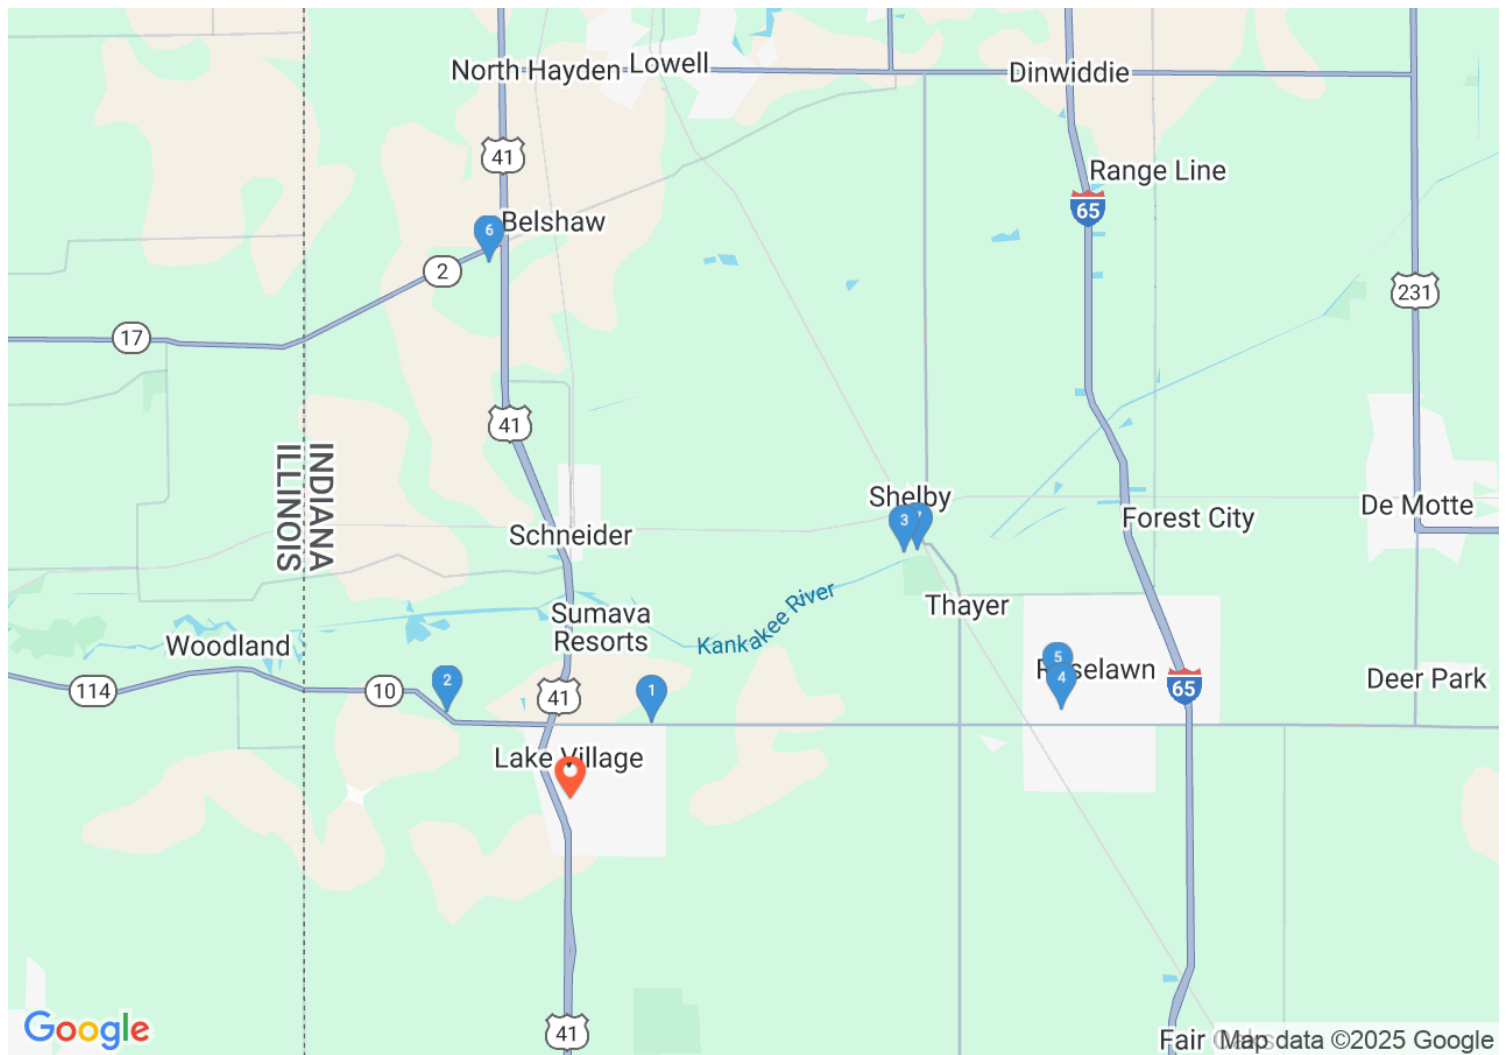 North Hayden
Lowell
Dinwiddie
41
Range Line
65
6
Belshaw
2
231
17
41
INDIANA
ILLINOIS
Shelby
3
De Motte
Forest City
Schneider
Kankakee River
Thayer
Sumava
Resorts
Woodland
5
Roselawn
4
Deer Park
114
10
2
41
1
65
Lake Village
Google
41
Fair
Map data ©2025 Google